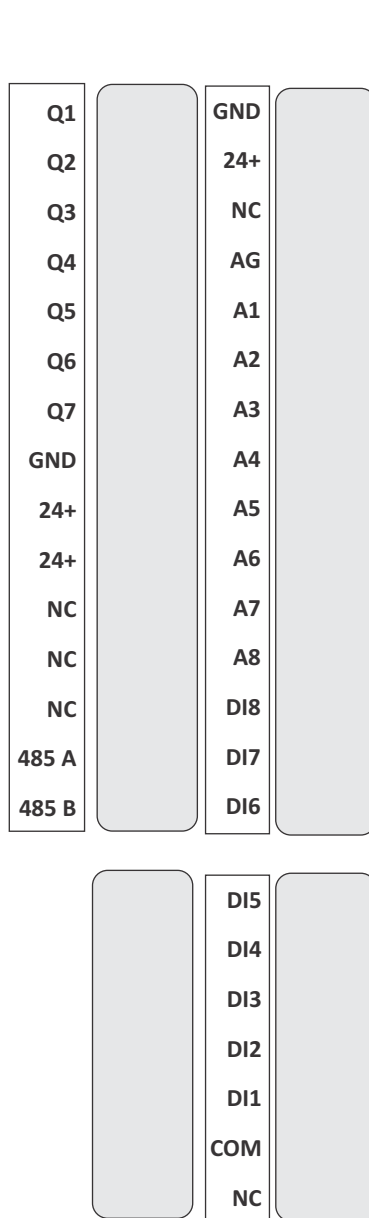 Q1
Q2
Q3
Q4
Q5
Q6
Q7
GND
24+
24+
NC
NC
NC
485 A
485 B
GND
24+
NC
AG
A1
A2
A3
A4
A5
A6
A7
A8
DI8
DI7
DI6
DI5
DI4
DI3
DI2
DI1
COM
NC